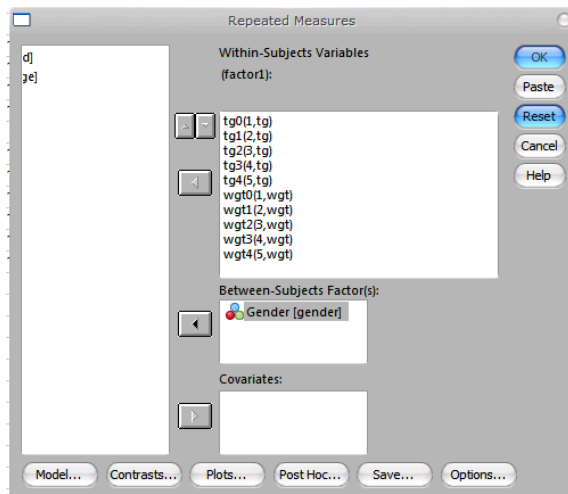 Repeated Measures
d]
ge]
Within-Subjects Variables
(factor1):
tg0(1,tg)
tg1(2,tg)
tg2(3,tg)
tg3(4,tg)
tg4(5,tg)
wgt0(1,wgt)
wgt1(2,wgt)
wgt2(3,wgt)
wgt3(4,wgt)
wgt4(5,wgt)
OK
Paste
Reset
Cancel
Help
Between-Subjects Factor(s):
Gender [gender]
Covariates:
Model... Contrasts... Plots... Post Hoc... Save... Options...